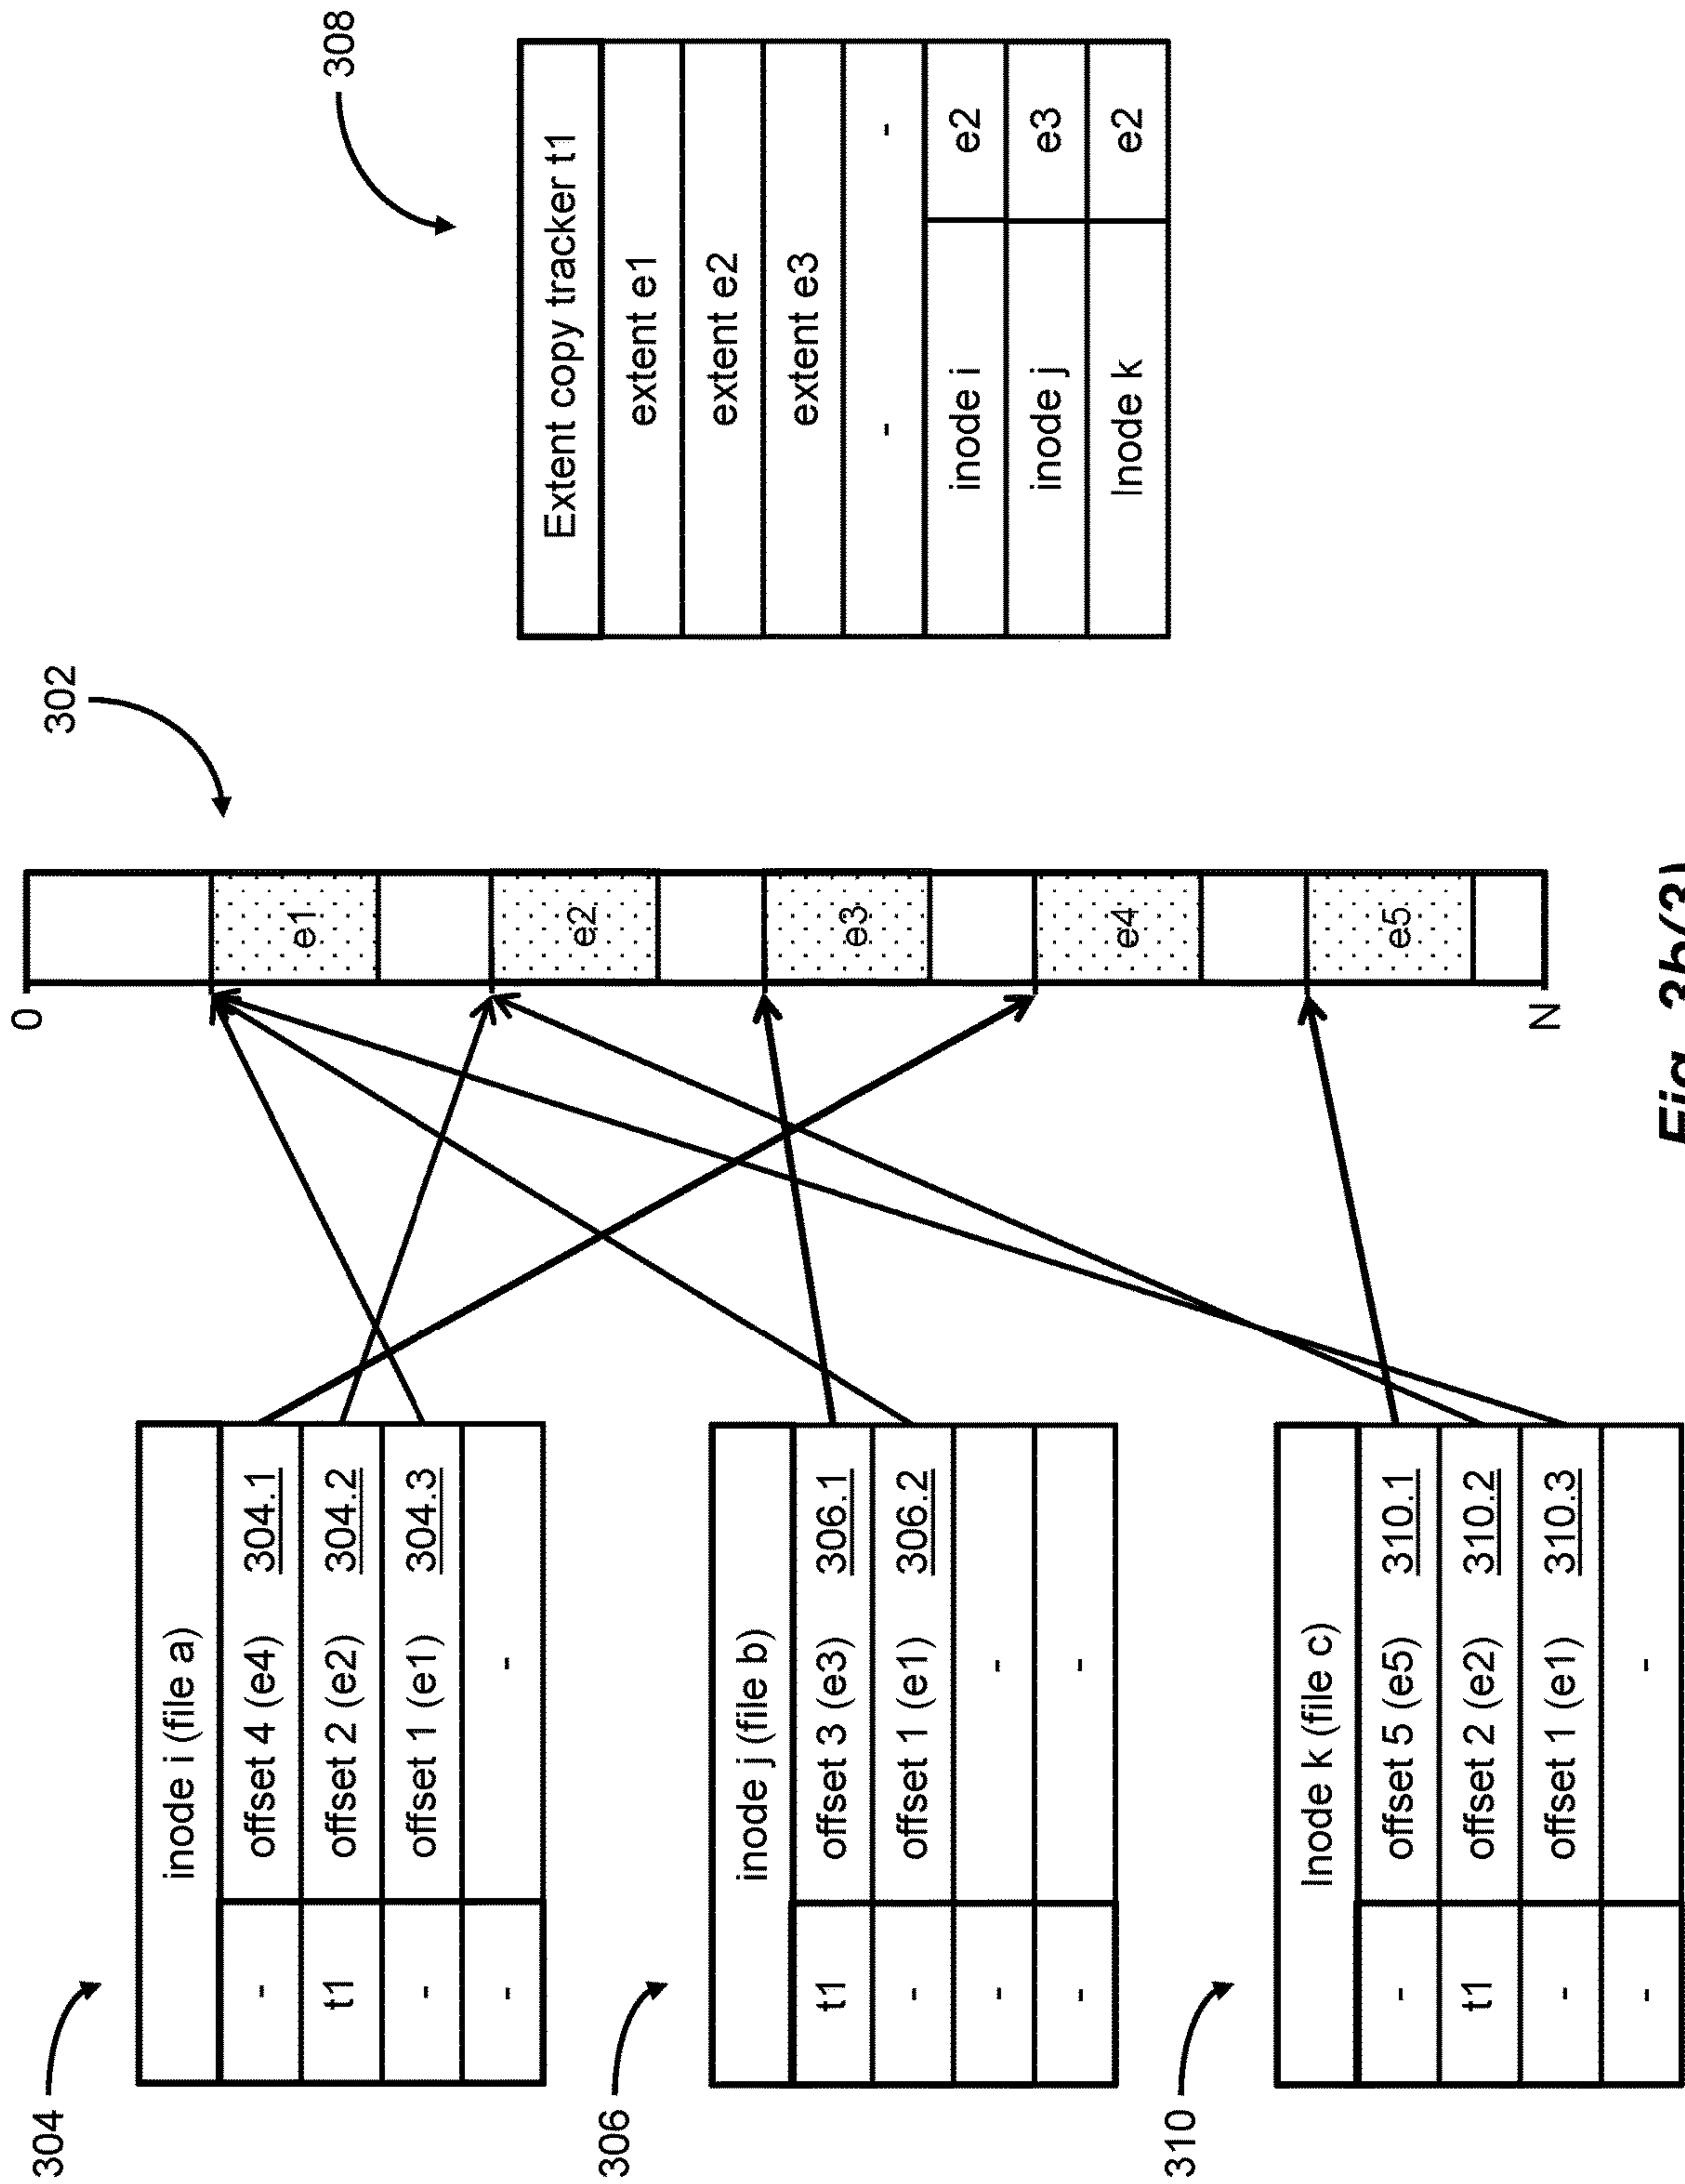 304
inode i (file a)
- offset 4 (e4) 304.1
t1 offset 2 (e2) 304.2
- offset 1 (e1) 304.3
- -
306
inode j (file b)
t1 offset 3 (e3) 306.1
- offset 1 (e1) 306.2
- -
- -
310
Inode k (file c)
- offset 5 (e5) 310.1
t1 offset 2 (e2) 310.2
- offset 1 (e1) 310.3
- -
302
0
e1
e2
e3
e4
e5
N
308
Extent copy tracker t1
extent e1
extent e2
extent e3
- -
inode i e2
inode j e3
Inode k e2
Fig. 3b(3)